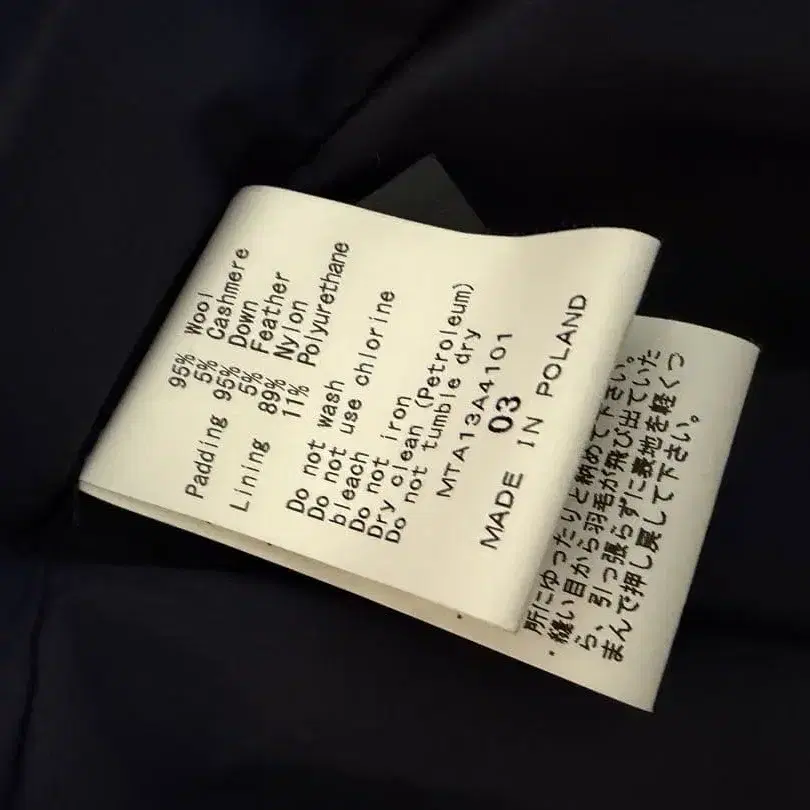 95% Wool
5% Cashmere
Padding 95% Down
5% Feather
Lining 89% Nylon
11% Polyurethane
Do not wash
Do not use chlorine
bleach
Do not iron
Dry clean (Petroleum)
Do not tumble dry
MTA13A4101
03
MADE IN POLAND
所にゆったりと納めて下さい。
・縫い目から羽毛が飛び出ていた
ら、引っ張らずに表地を軽くつ
まんで押し戻して下さい。